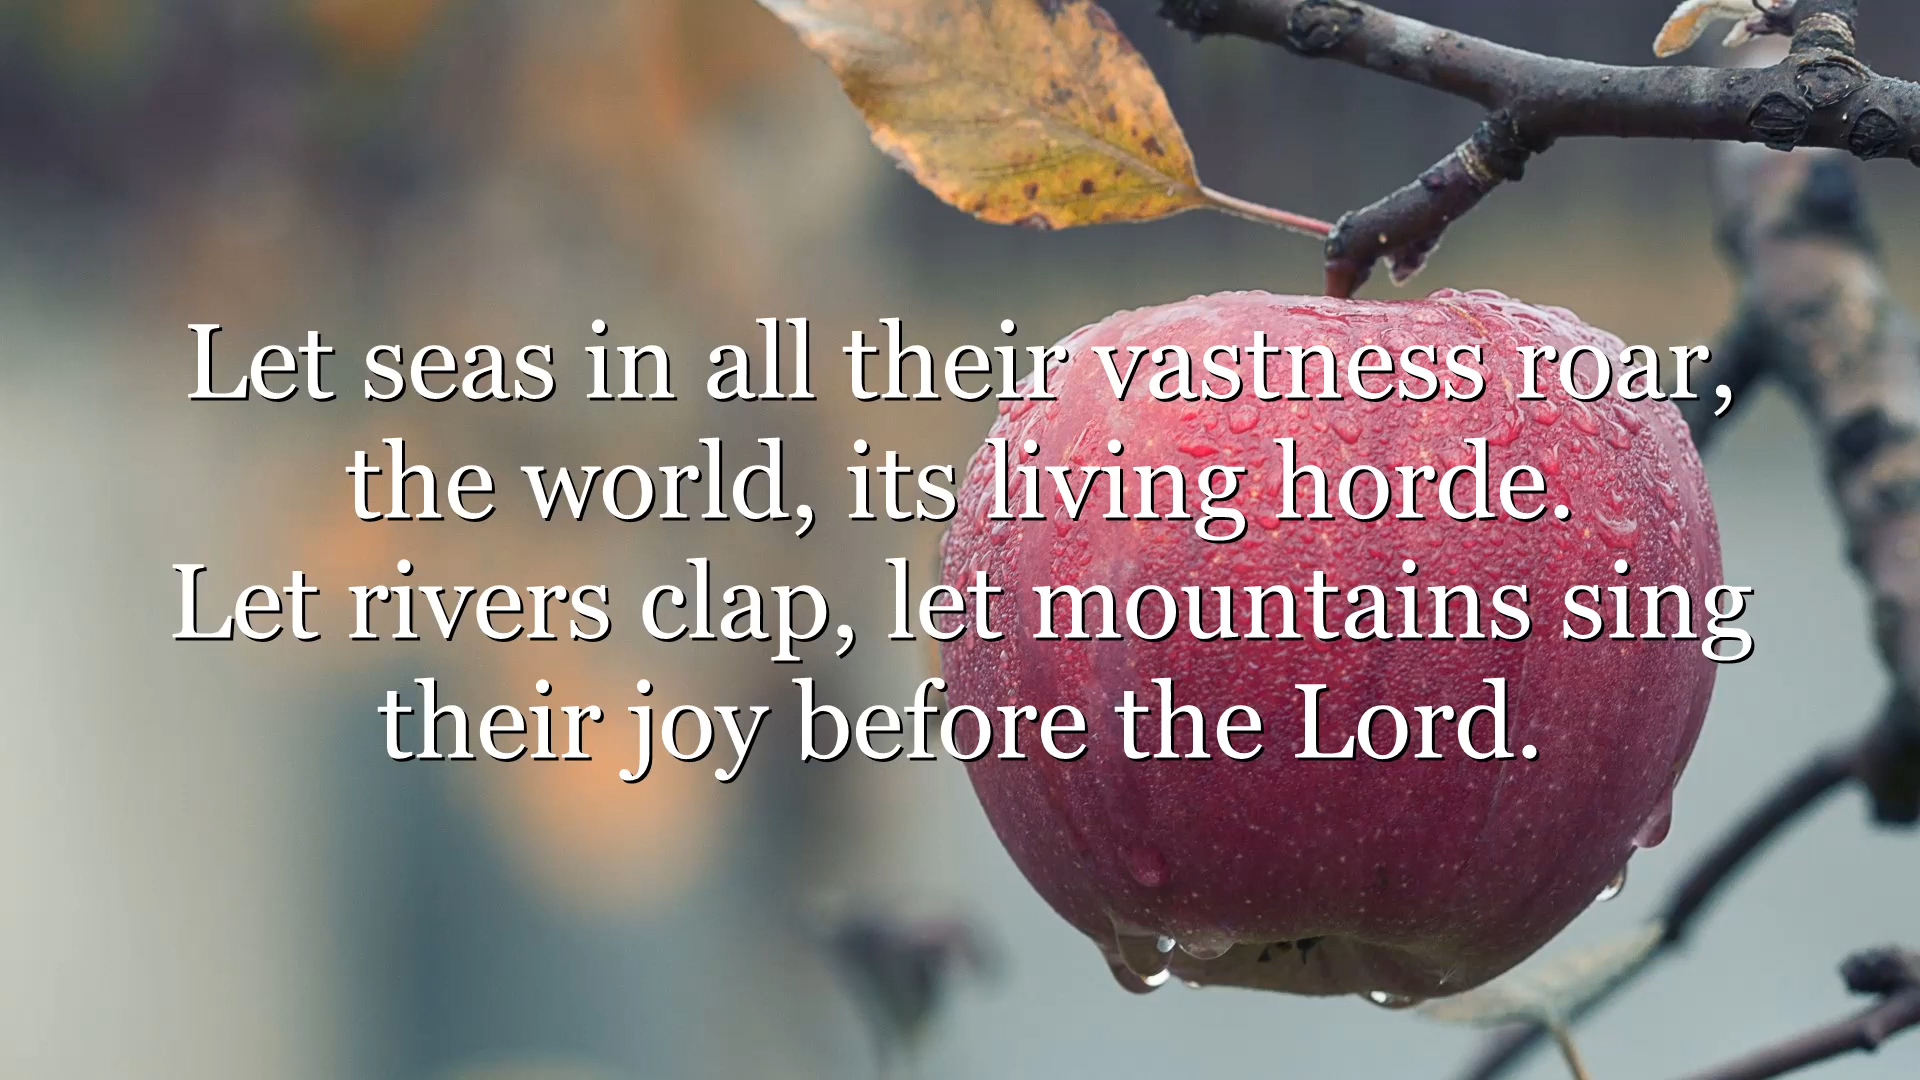 Let seas in all their vastness roar,
the world, its living horde.
Let rivers clap, let mountains sing
their joy before the Lord.